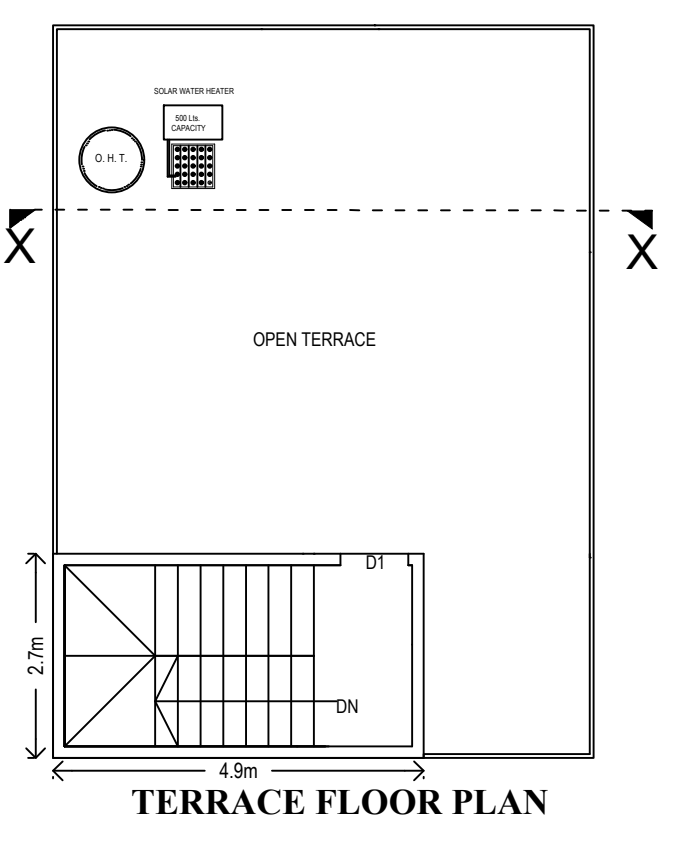 SOLAR WATER HEATER
500 Lts.
CAPACITY
O. H. T.
X
X
OPEN TERRACE
D1
2.7m
DN
4.9m
TERRACE FLOOR PLAN